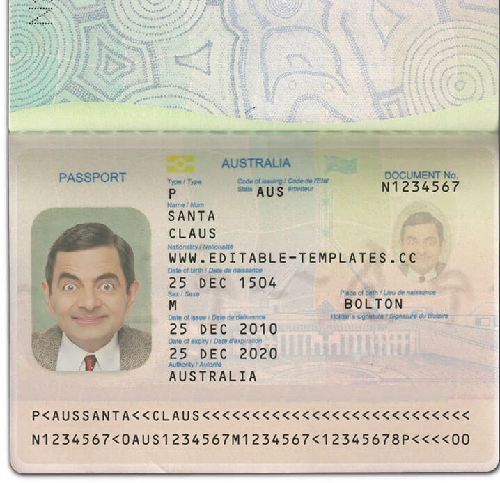 PASSPORT
AUSTRALIA
Type / Type
Code of issuing / Code de l'Etat
State
émetteur
DOCUMENT No.
P
AUS
N1234567
Name / Nom
SANTA
CLAUS
Nationality / Nationalité
WWW.EDITABLE-TEMPLATES.CC
Date of birth / Date de naissance
25 DEC 1504
Sex / Sexe
Place of birth / Lieu de naissance
M
BOLTON
Date of issue / Date de délivrance
Holder's signature / Signature du titulaire
25 DEC 2010
Date of expiry / Date d'expiration
25 DEC 2020
Authority / Autorité
AUSTRALIA
P<AUSSANTA<<CLAUS<<<<<<<<<<<<<<<<<<<<<<<<<<<
N1234567<0AUS1234567M1234567<12345678P<<<<00